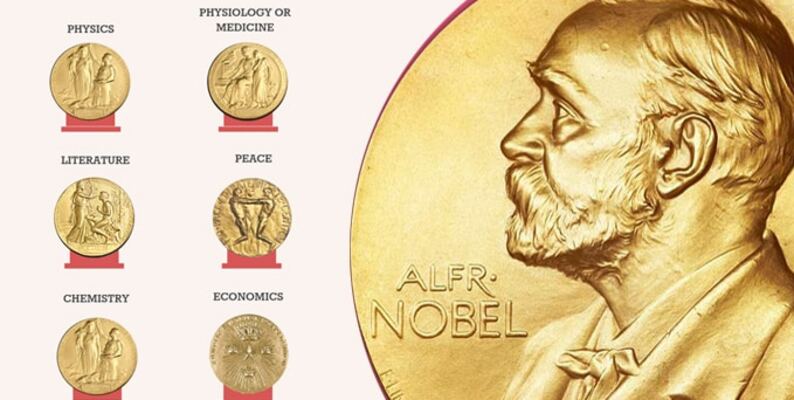 PHYSICS
PHYSIOLOGY OR
MEDICINE
LITERATURE
PEACE
CHEMISTRY
ECONOMICS
ALFR·
NOBEL